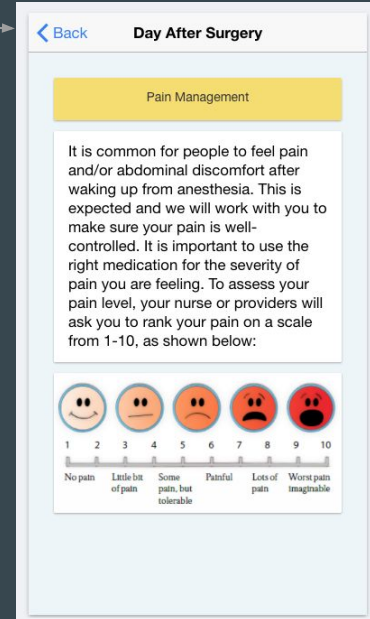 Back
Day After Surgery
Pain Management
It is common for people to feel pain
and/or abdominal discomfort after
waking up from anesthesia. This is
expected and we will work with you to
make sure your pain is well-
controlled. It is important to use the
right medication for the severity of
pain you are feeling. To assess your
pain level, your nurse or providers will
ask you to rank your pain on a scale
from 1-10, as shown below:
1 2 3 4 5 6 7 8 9 10
No pain
Little bit
of pain
Some
pain, but
tolerable
Painful
Lots of
pain
Worst pain
imaginable